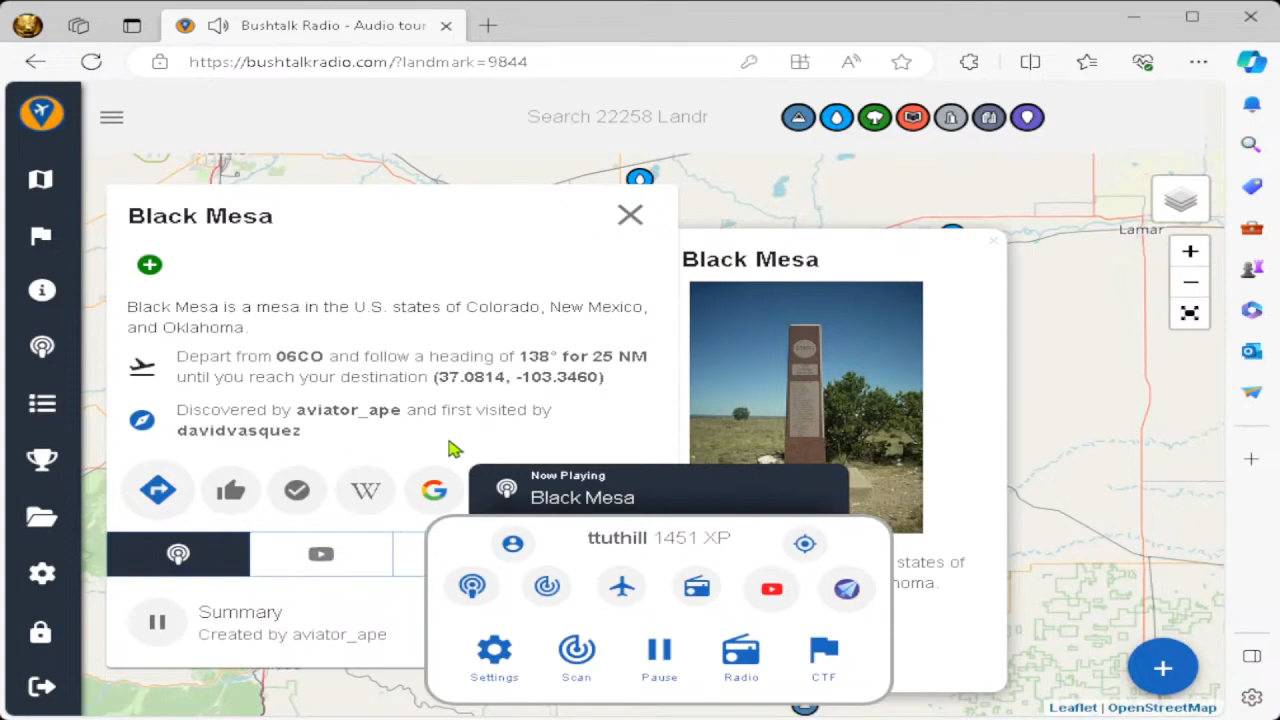 Bushtalk Radio - Audio tour
https://bushtalkradio.com/?landmark=9844
Search 22258 Landr
Lamar
Black Mesa
Black Mesa is a mesa in the U.S. states of Colorado, New Mexico,
and Oklahoma.
Depart from 06CO and follow a heading of 138° for 25 NM
until you reach your destination (37.0814, -103.3460)
Discovered by aviator_ape and first visited by
davidvasquez
W
G
Summary
Created by aviator_ape
Black Mesa
states of
homa.
Now Playing
Black Mesa
ttuthill 1451 XP
Settings
Scan
Pause
Radio
CTF
Leaflet | OpenStreetMap